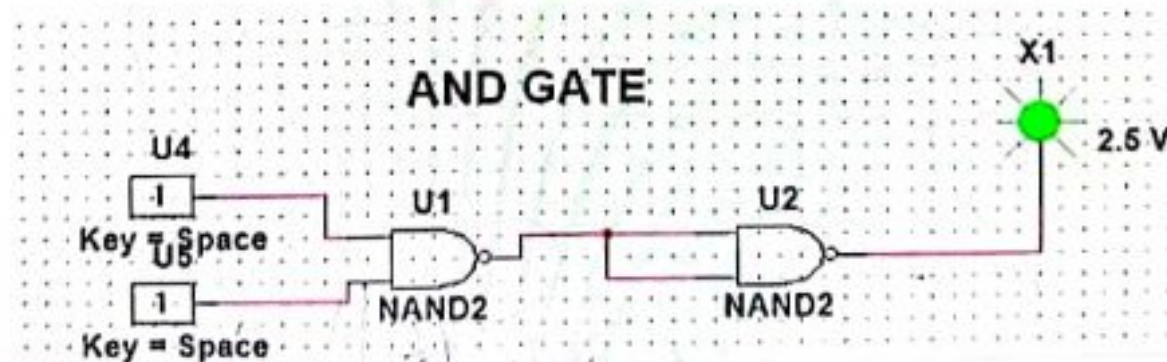 AND GATE
X1
2.5 V
U4
1
Key = Space
U5
1
Key = Space
U1
NAND2
U2
NAND2